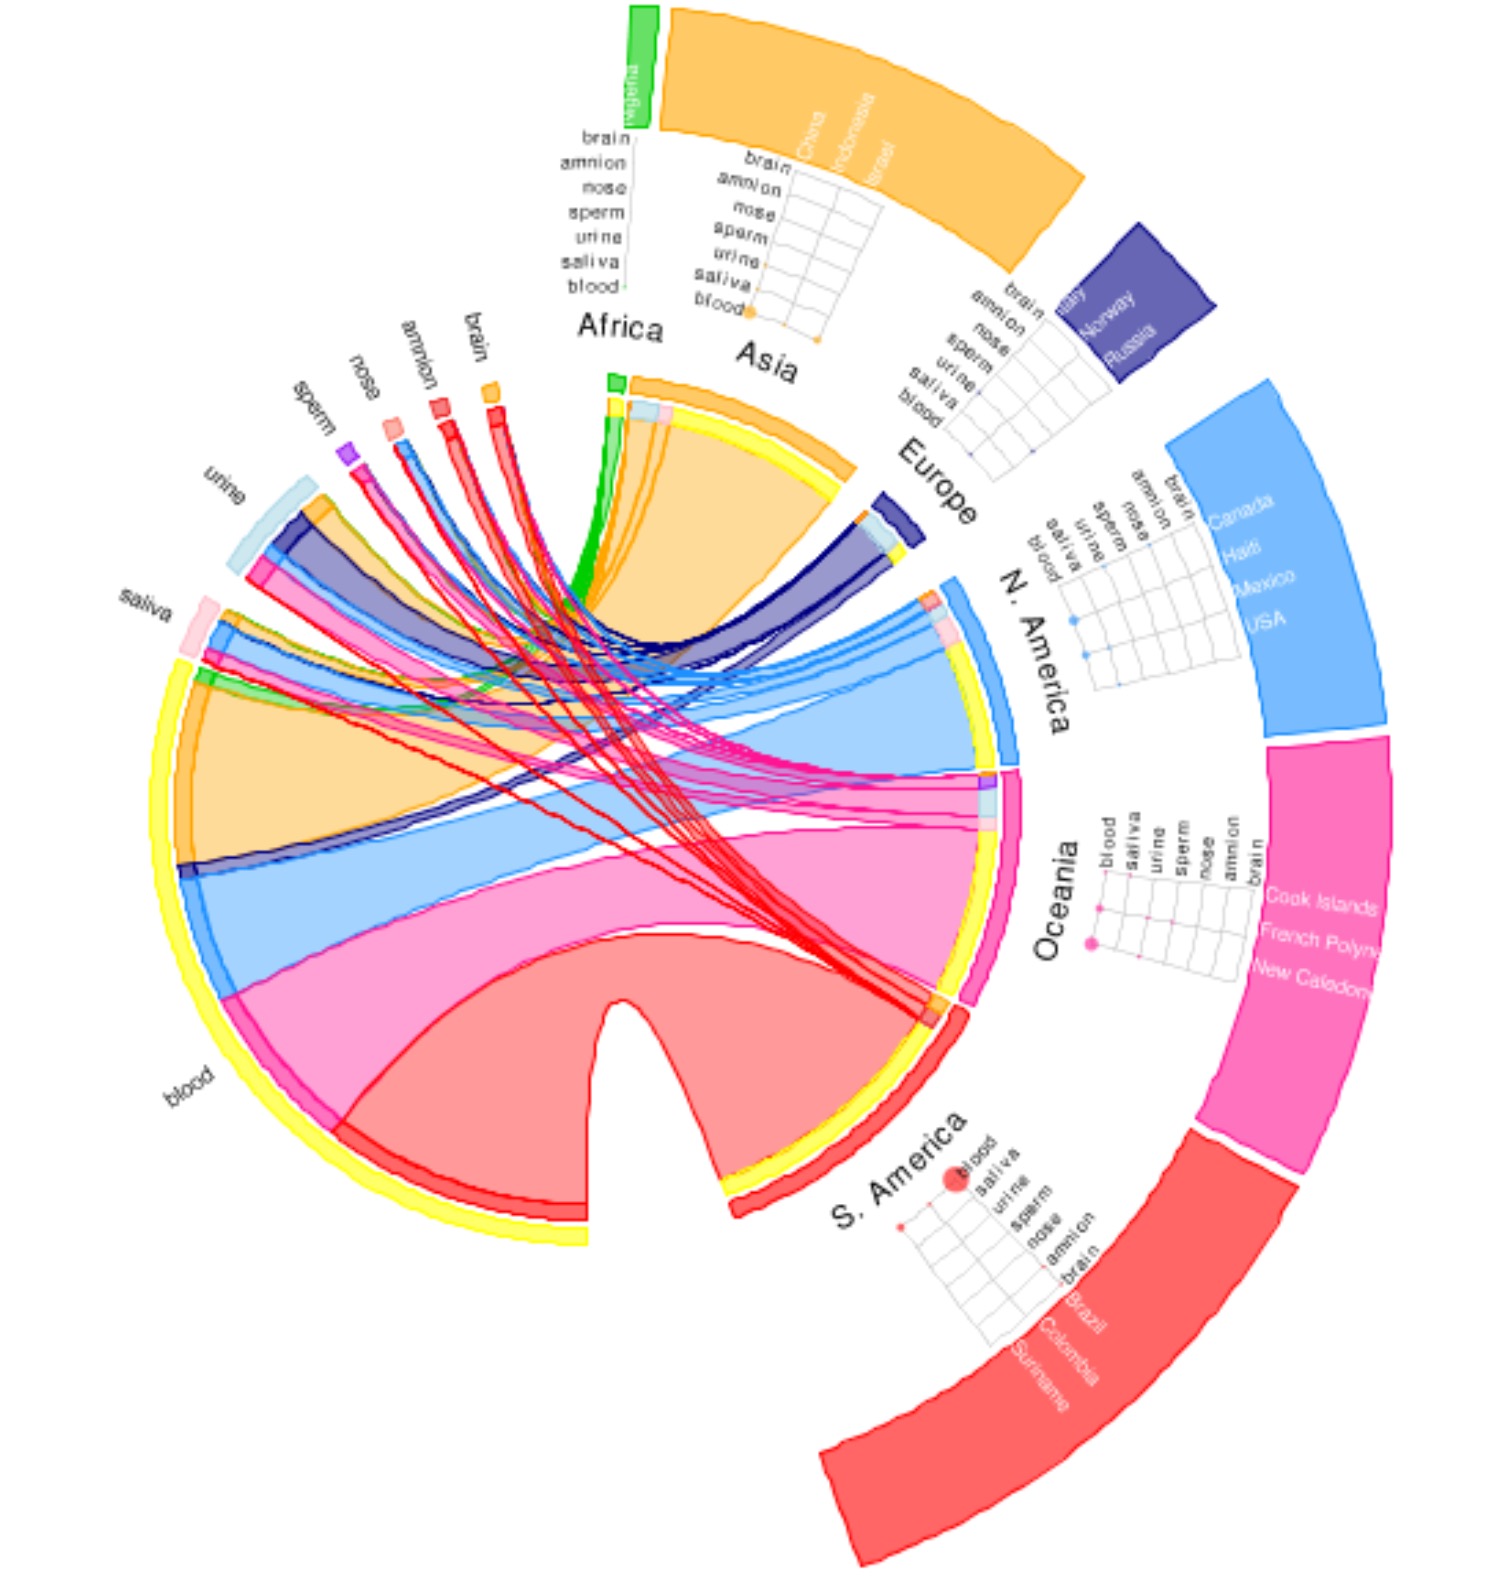 brain
amnion
nose
sperm
urine
saliva
blood
Africa
China
Indonesia
Israel
brain
amnion
nose
sperm
urine
saliva
blood
Asia
Norway
Russia
brain
amnion
nose
sperm
urine
saliva
blood
Europe
Canada
Haiti
Mexico
USA
brain
amnion
nose
sperm
urine
saliva
blood
N. America
blood
saliva
urine
sperm
nose
amnion
brain
Cook Islands
French Polyn
New Caledon
Oceania
blood
saliva
urine
sperm
nose
amnion
brain
Brazil
Colombia
Suriname
S. America
brain
amnion
nose
sperm
urine
saliva
blood